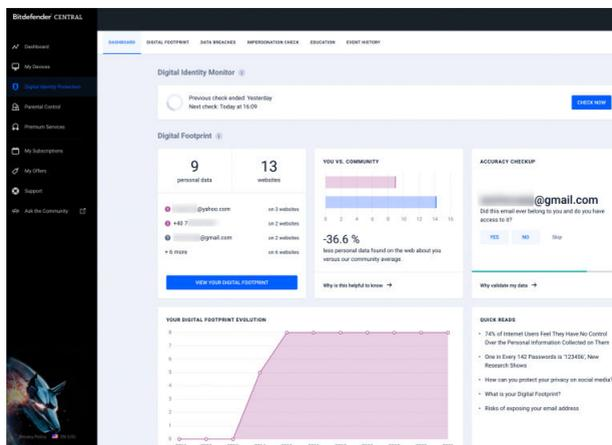 Bitdefender CENTRAL
Dashboard
My Devices
Digital Identity Protection
Parental Control
Premium Services
My Subscriptions
My Offers
Support
Ask the Community
Privacy Policy
DASHBOARD DIGITAL FOOTPRINT DATA BREACHES IMPERSONATION CHECK EDUCATION EVENT HISTORY
Digital Identity Monitor
Previous check ended: Yesterday
Next check: Today at 16:09
CHECK NOW
Digital Footprint
9 13
personal data websites
@yahoo.com on 3 websites
+40 7 on 2 websites
@gmail.com on 2 websites
+ 6 more on 6 websites
VIEW YOUR DIGITAL FOOTPRINT
YOU VS. COMMUNITY
0 2 4 6 8 10 12 14 16
-36.6 %
less personal data found on the web about you
versus our community average.
Why is this helpful to know →
ACCURACY CHECKUP
@gmail.com
Did this email ever belong to you and do you have
access to it?
YES NO Skip
Why validate my data →
YOUR DIGITAL FOOTPRINT EVOLUTION
8
7
6
5
4
3
2
1
0
QUICK READS
74% of Internet Users Feel They Have No Control
Over the Personal Information Collected on Them
One in Every 142 Passwords is '123456', New
Research Shows
How can you protect your privacy on social media?
What is your Digital Footprint?
Risks of exposing your email address